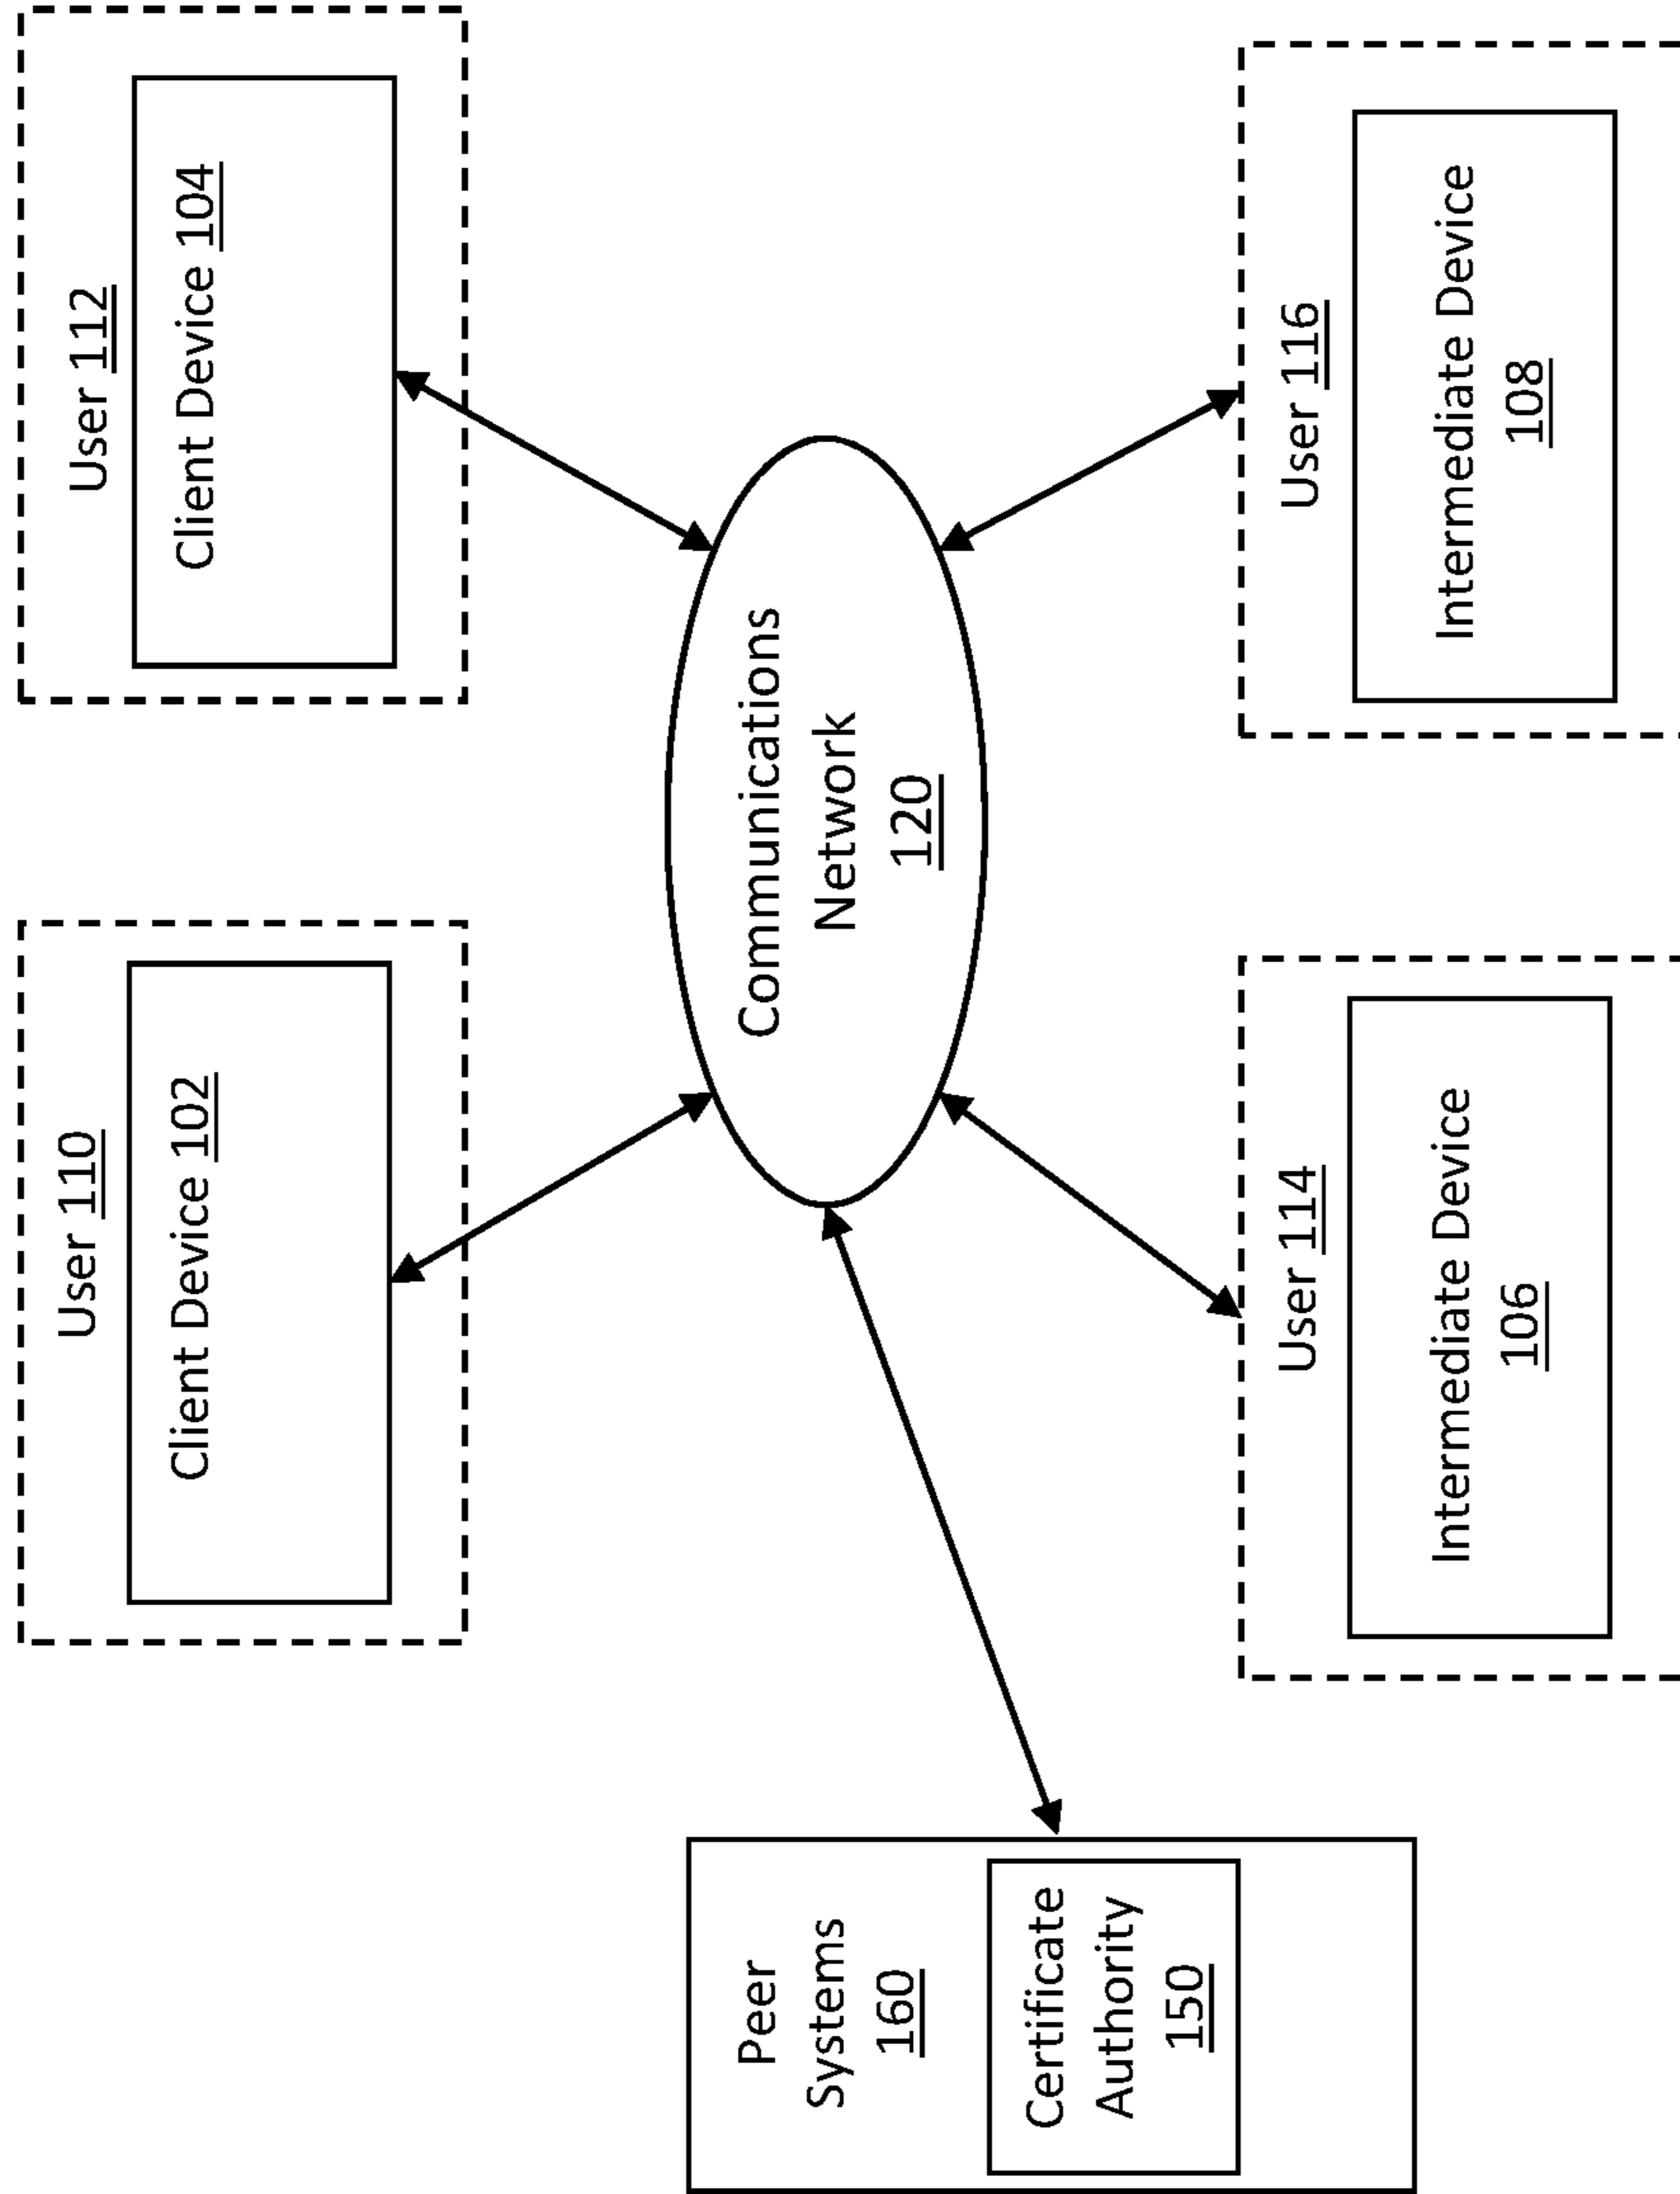 User 110
Client Device 102
User 112
Client Device 104
Peer
Systems
160
Certificate
Authority
150
Communications
Network
120
User 114
Intermediate Device
106
User 116
Intermediate Device
108